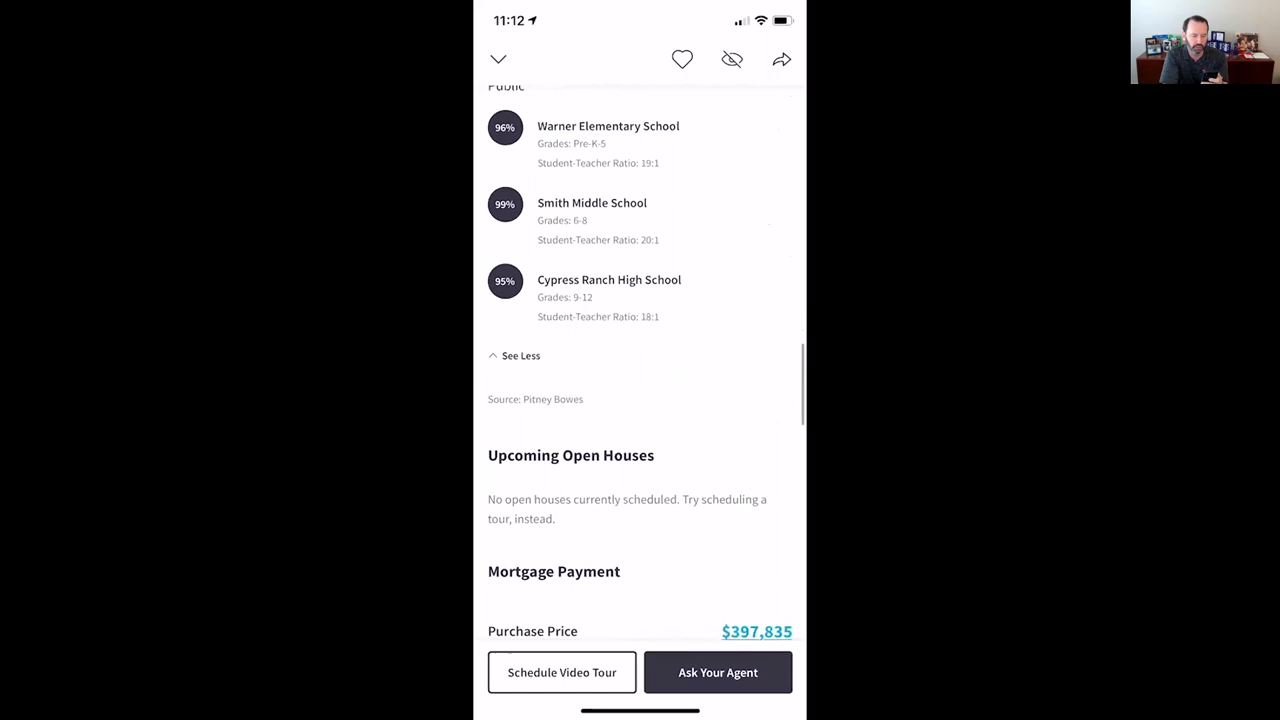 11:12
Public
96%
Warner Elementary School
Grades: Pre-K-5
Student-Teacher Ratio: 19:1
99%
Smith Middle School
Grades: 6-8
Student-Teacher Ratio: 20:1
95%
Cypress Ranch High School
Grades: 9-12
Student-Teacher Ratio: 18:1
See Less
Source: Pitney Bowes
Upcoming Open Houses
No open houses currently scheduled. Try scheduling a
tour, instead.
Mortgage Payment
Purchase Price
$397,835
Schedule Video Tour
Ask Your Agent